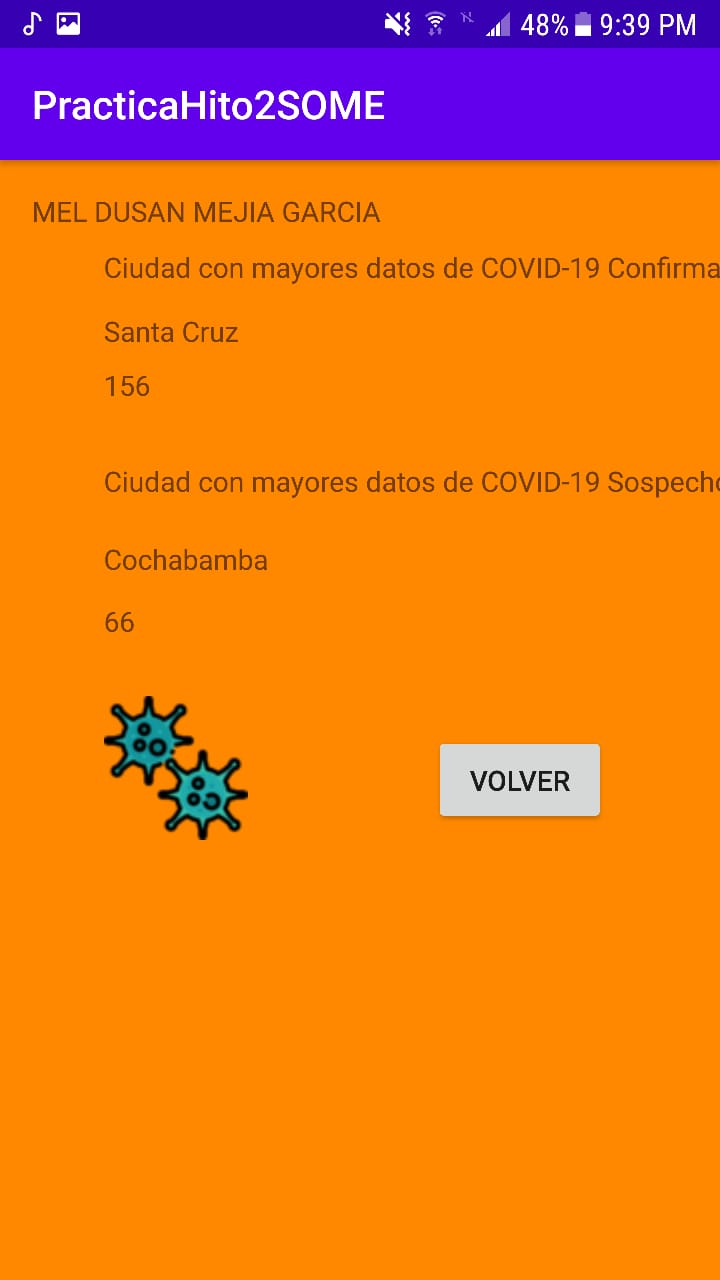 48% 9:39 PM
PracticaHito2SOME
MEL DUSAN MEJIA GARCIA
Ciudad con mayores datos de COVID-19 Confirma
Santa Cruz
156
Ciudad con mayores datos de COVID-19 Sospecho
Cochabamba
66
VOLVER